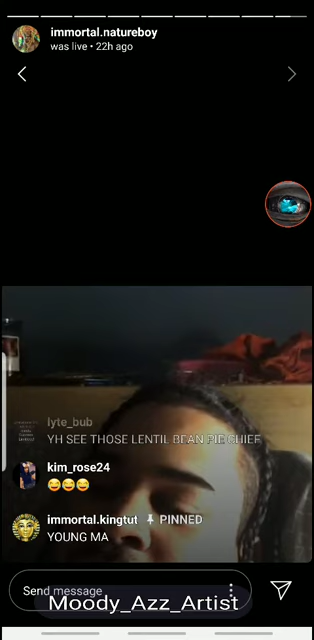 immortal.natureboy
was live • 22h ago
lyte_bub
YH SEE THOSE LENTIL BEAN PIE CHIEF
kim_rose24
😂😂😂
immortal.kingtut PINNED
YOUNG MA
Send message
Moody_Azz_Artist